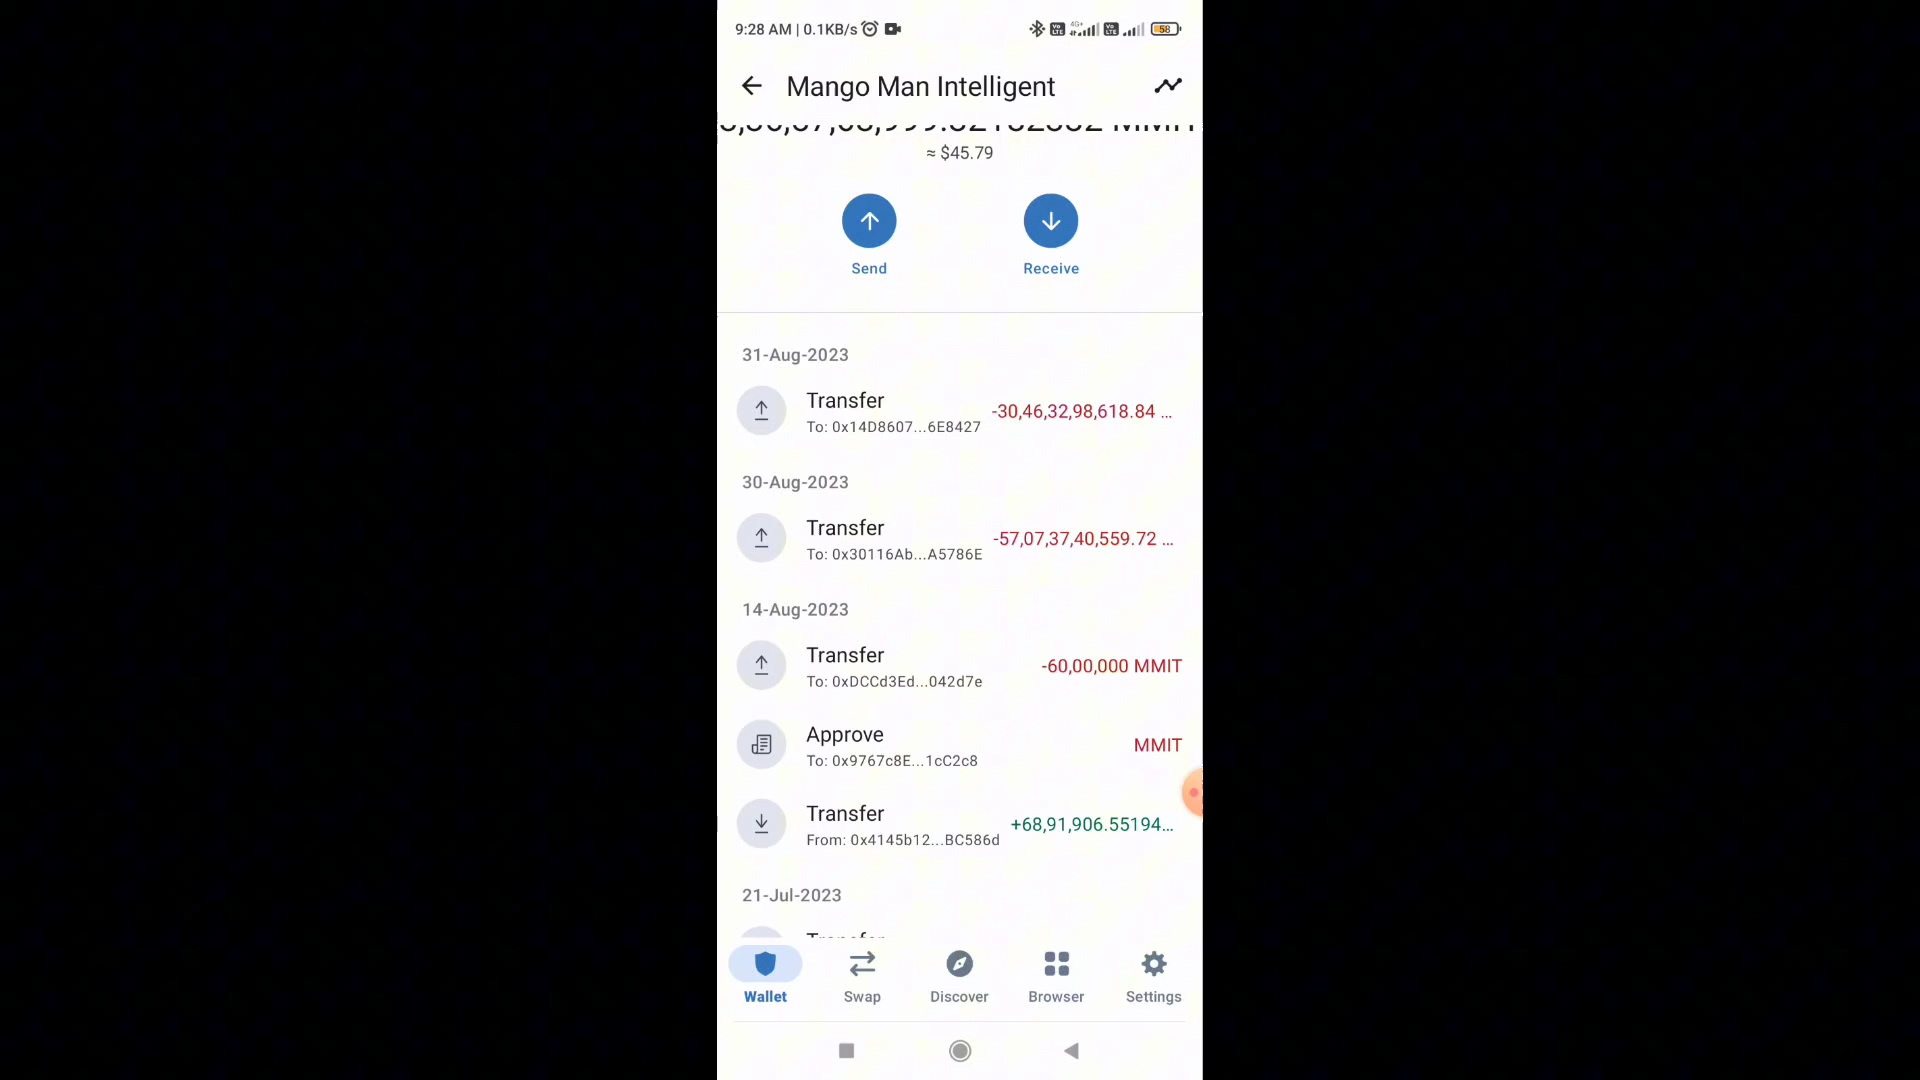 9:28 AM | 0.1KB/s
4G+
58
Mango Man Intelligent
≈ $45.79
Send
Receive
31-Aug-2023
Transfer
-30,46,32,98,618.84 ...
To: 0x14D8607...6E8427
30-Aug-2023
Transfer
-57,07,37,40,559.72 ...
To: 0x30116Ab...A5786E
14-Aug-2023
Transfer
-60,00,000 MMIT
To: 0xDCCd3Ed...042d7e
Approve
MMIT
To: 0x9767c8E...1cC2c8
Transfer
+68,91,906.55194...
From: 0x4145b12...BC586d
21-Jul-2023
Transfer
Wallet
Swap
Discover
Browser
Settings